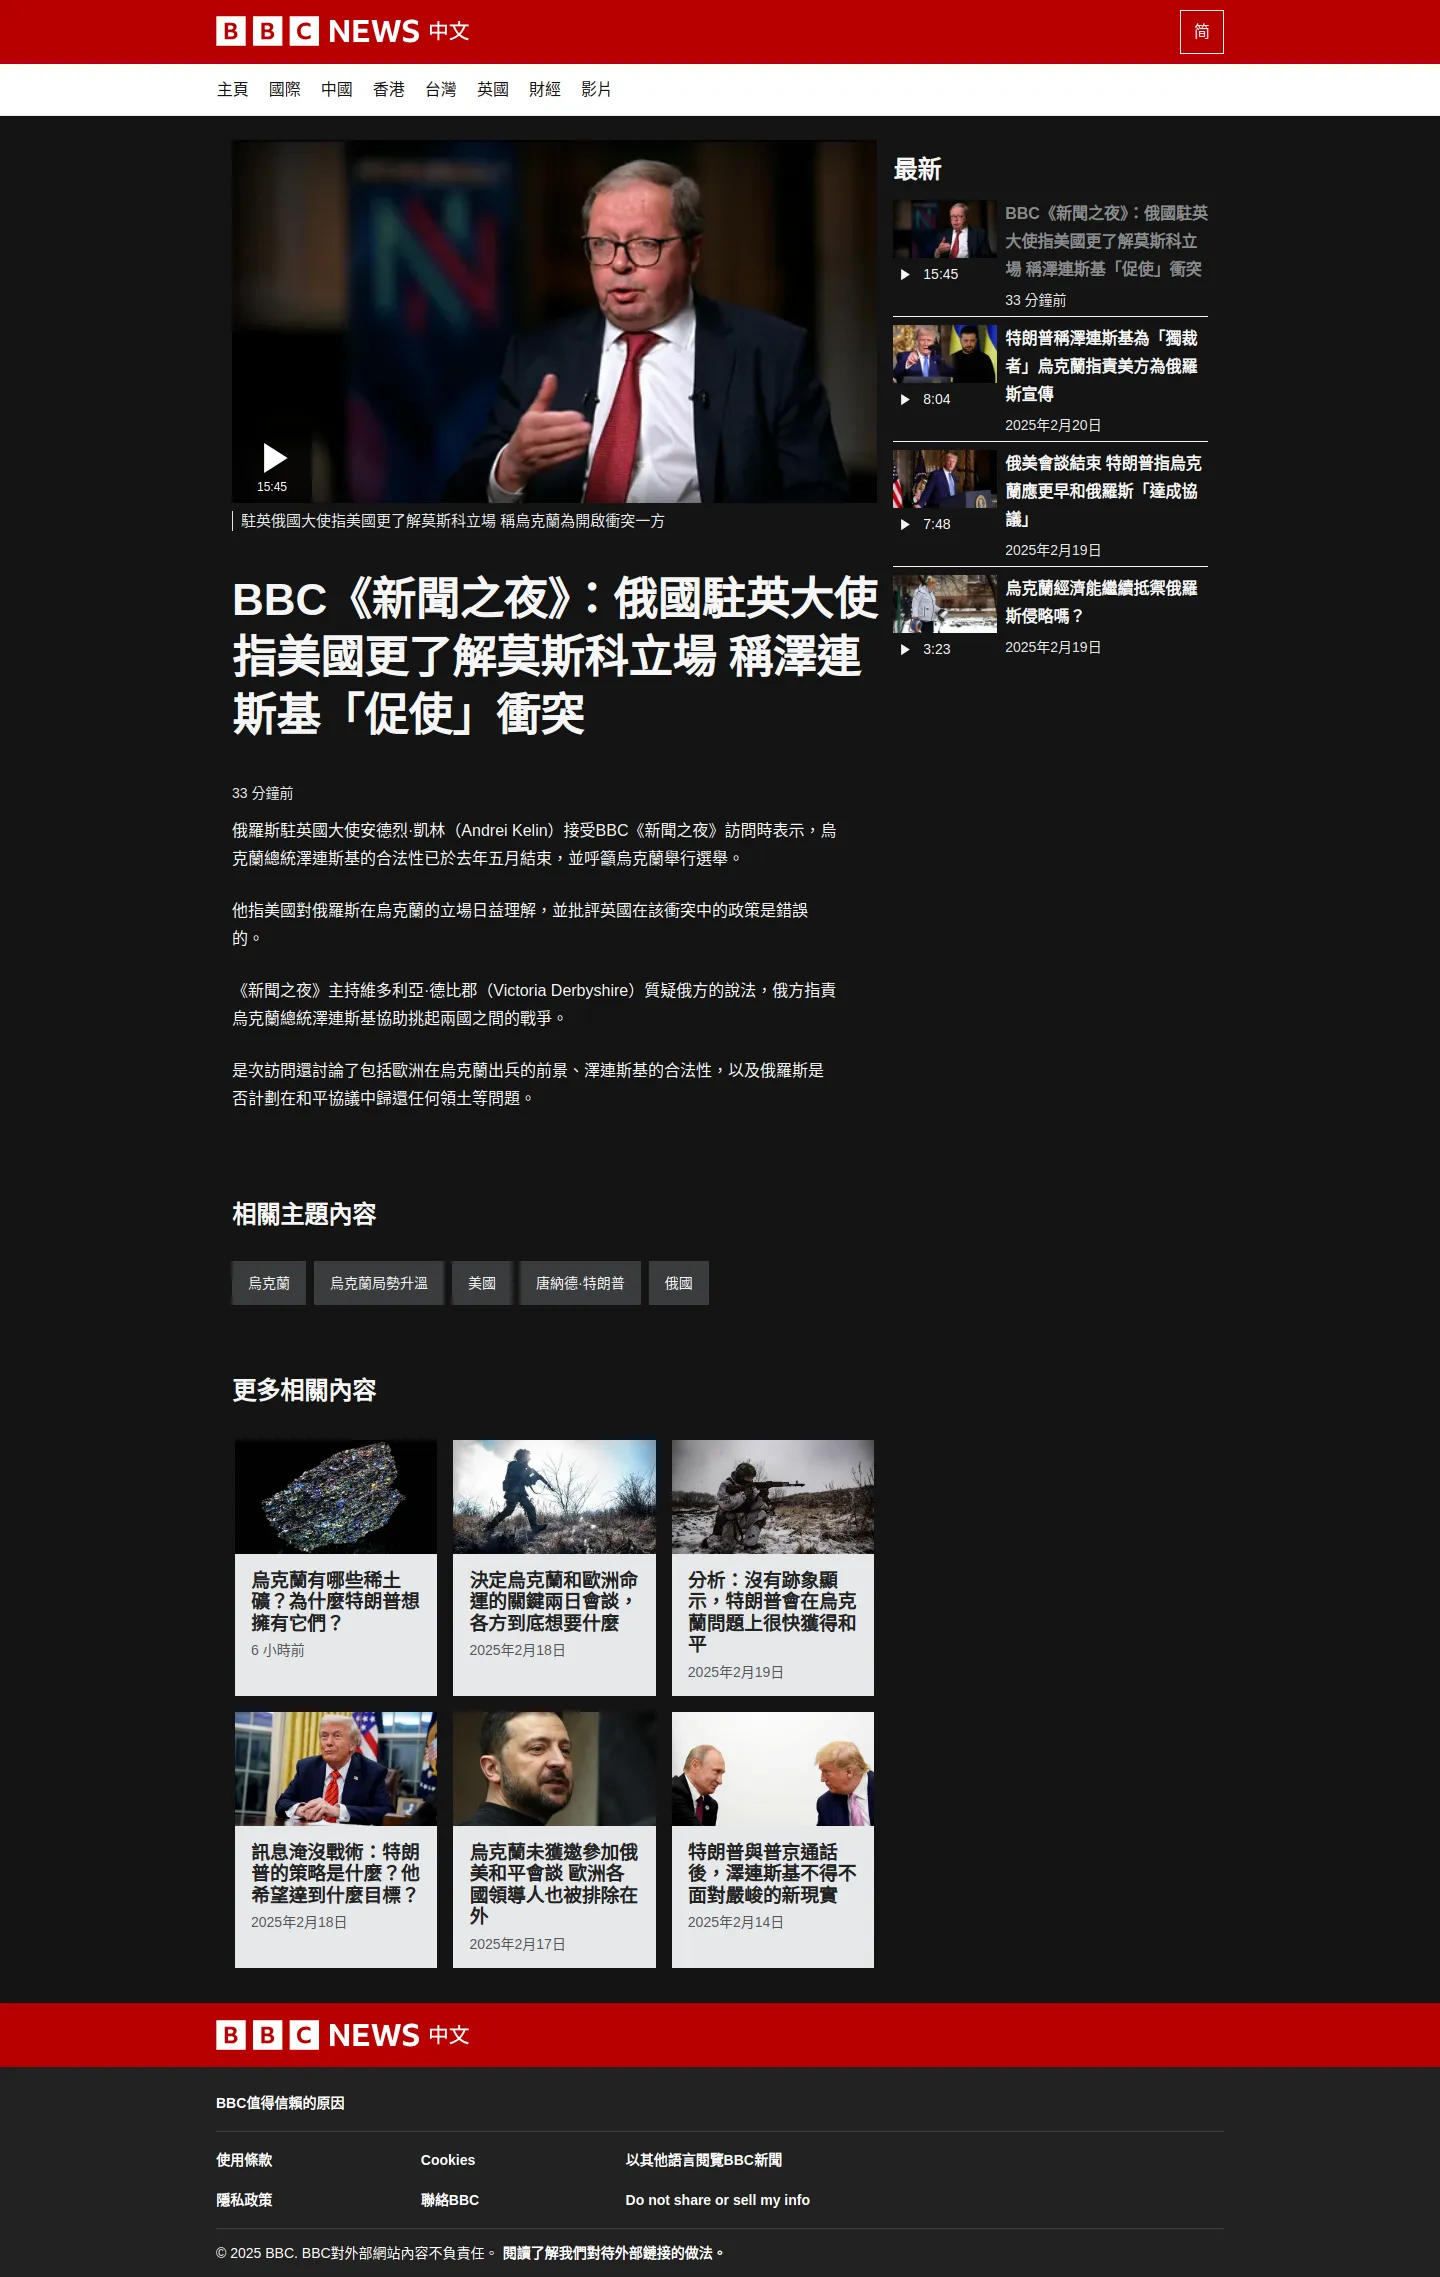 BBC NEWS 中文
简
主頁 國際 中國 香港 台灣 英國 財經 影片
15:45
駐英俄國大使指美國更了解莫斯科立場 稱烏克蘭為開啟衝突一方
BBC《新聞之夜》：俄國駐英大使
指美國更了解莫斯科立場 稱澤連
斯基「促使」衝突
33 分鐘前
俄羅斯駐英國大使安德烈·凱林（Andrei Kelin）接受BBC《新聞之夜》訪問時表示，烏
克蘭總統澤連斯基的合法性已於去年五月結束，並呼籲烏克蘭舉行選舉。
他指美國對俄羅斯在烏克蘭的立場日益理解，並批評英國在該衝突中的政策是錯誤
的。
《新聞之夜》主持維多利亞·德比郡（Victoria Derbyshire）質疑俄方的說法，俄方指責
烏克蘭總統澤連斯基協助挑起兩國之間的戰爭。
是次訪問還討論了包括歐洲在烏克蘭出兵的前景、澤連斯基的合法性，以及俄羅斯是
否計劃在和平協議中歸還任何領土等問題。
最新
BBC《新聞之夜》：俄國駐英
大使指美國更了解莫斯科立
場 稱澤連斯基「促使」衝突
15:45
33 分鐘前
特朗普稱澤連斯基為「獨裁
者」烏克蘭指責美方為俄羅
斯宣傳
8:04
2025年2月20日
俄美會談結束 特朗普指烏克
蘭應更早和俄羅斯「達成協
議」
7:48
2025年2月19日
烏克蘭經濟能繼續抵禦俄羅
斯侵略嗎？
3:23
2025年2月19日
相關主題內容
烏克蘭 烏克蘭局勢升溫 美國 唐納德·特朗普 俄國
更多相關內容
烏克蘭有哪些稀土
礦？為什麼特朗普想
擁有它們？
6 小時前
決定烏克蘭和歐洲命
運的關鍵兩日會談，
各方到底想要什麼
2025年2月18日
分析：沒有跡象顯
示，特朗普會在烏克
蘭問題上很快獲得和
平
2025年2月19日
訊息淹沒戰術：特朗
普的策略是什麼？他
希望達到什麼目標？
2025年2月18日
烏克蘭未獲邀參加俄
美和平會談 歐洲各
國領導人也被排除在
外
2025年2月17日
特朗普與普京通話
後，澤連斯基不得不
面對嚴峻的新現實
2025年2月14日
BBC NEWS 中文
BBC值得信賴的原因
使用條款 Cookies 以其他語言閱覽BBC新聞
隱私政策 聯絡BBC Do not share or sell my info
© 2025 BBC. BBC對外部網站內容不負責任。 閱讀了解我們對待外部鏈接的做法。